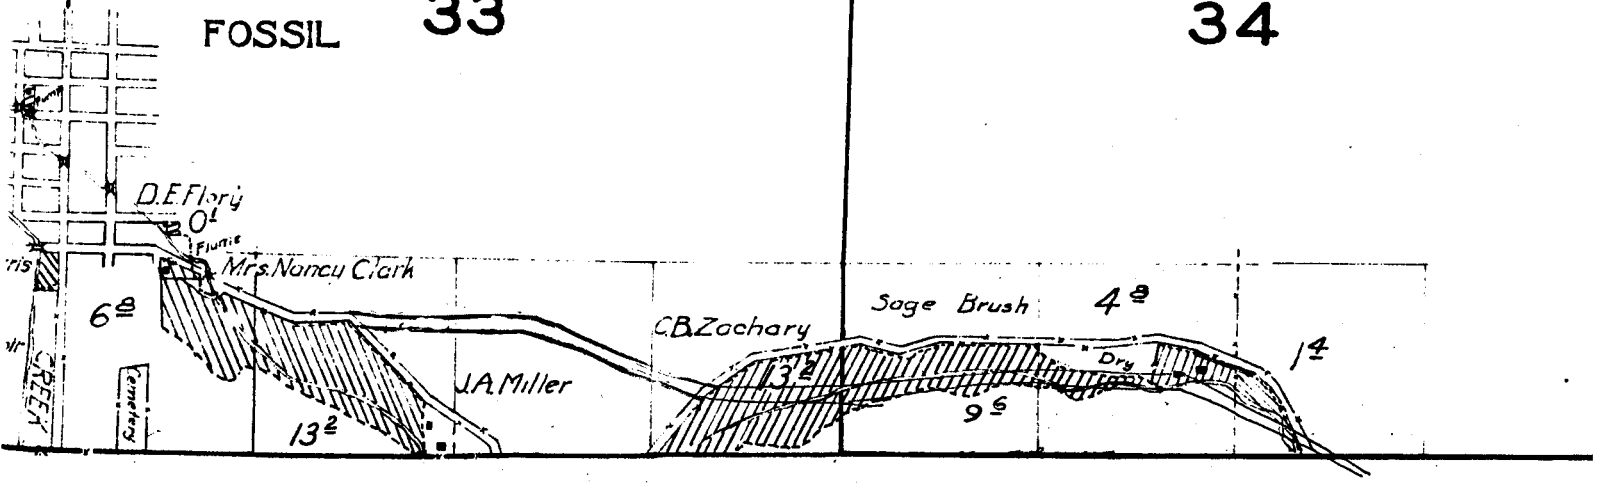 FOSSIL
33
34
Pump
D.E.Flory
0¹
Flume
Mrs. Nancy Clark
6⁸
Sage Brush
4⁸
C.B.Zachary
Dry
1⁴
13²
J.A.Miller
9⁶
13²
CREEK
Cemetery